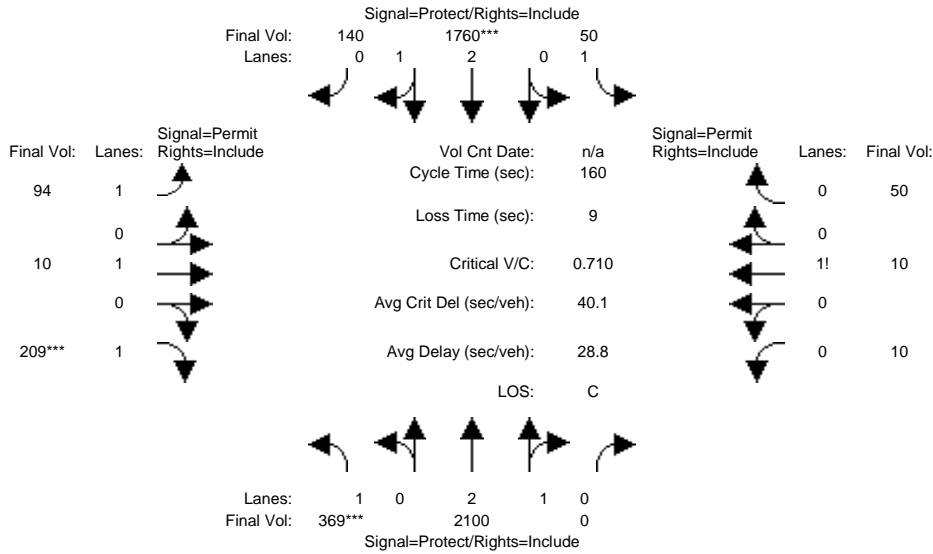 Signal=Protect/Rights=Include
Final Vol: 140 1760*** 50
Lanes: 0 1 2 0 1
Signal=Permit Signal=Permit
Final Vol: Lanes: Rights=Include Vol Cnt Date: n/a Rights=Include Lanes: Final Vol:
Cycle Time (sec): 160
94 1 0 50
Loss Time (sec): 9
0 0
10 1 Critical V/C: 0.710 1! 10
0 Avg Crit Del (sec/veh): 40.1 0
209*** 1 Avg Delay (sec/veh): 28.8 0 10
LOS: C
Lanes: 1 0 2 1 0
Final Vol: 369*** 2100 0
Signal=Protect/Rights=Include